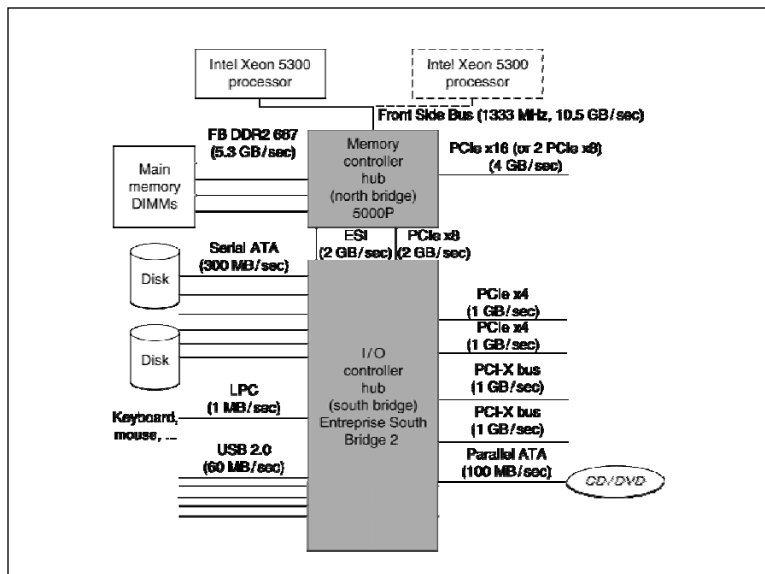 Intel Xeon 5300
processor
Intel Xeon 5300
processor
Front Side Bus (1333 MHz, 10.5 GB/sec)
FB DDR2 667
(5.3 GB/sec)
Main
memory
DIMMs
Memory
controller
hub
(north bridge)
5000P
PCIe x16 (or 2 PCIe x8)
(4 GB/sec)
ESI
(2 GB/sec)
PCIe x8
(2 GB/sec)
Serial ATA
(300 MB/sec)
Disk
Disk
PCIe x4
(1 GB/sec)
PCIe x4
(1 GB/sec)
I/O
controller
hub
(south bridge)
Entreprise South
Bridge 2
PCI-X bus
(1 GB/sec)
PCI-X bus
(1 GB/sec)
LPC
(1 MB/sec)
Keyboard,
mouse, ...
USB 2.0
(60 MB/sec)
Parallel ATA
(100 MB/sec)
CD/DVD